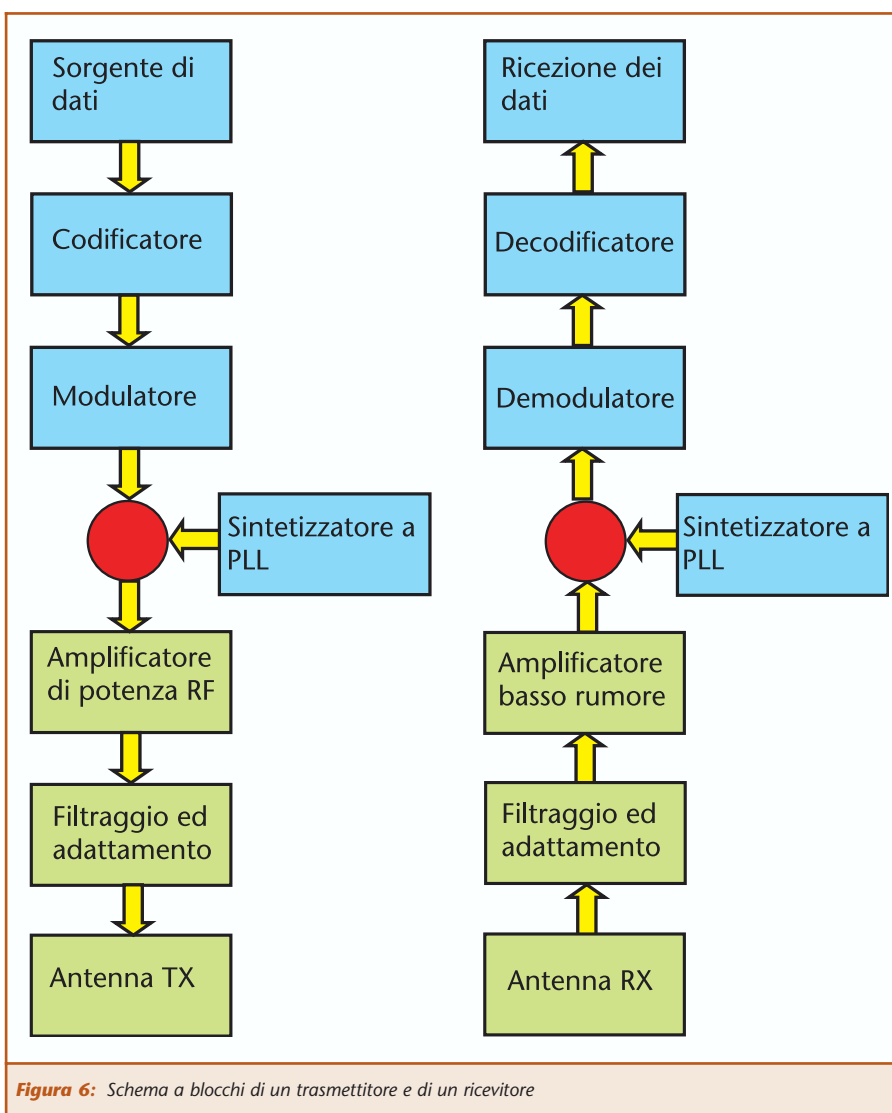 Sorgente di
dati
Codificatore
Modulatore
Sintetizzatore a
PLL
Amplificatore
di potenza RF
Filtraggio ed
adattamento
Antenna TX
Ricezione dei
dati
Decodificatore
Demodulatore
Sintetizzatore a
PLL
Amplificatore
basso rumore
Filtraggio ed
adattamento
Antenna RX
Figura 6: Schema a blocchi di un trasmettitore e di un ricevitore